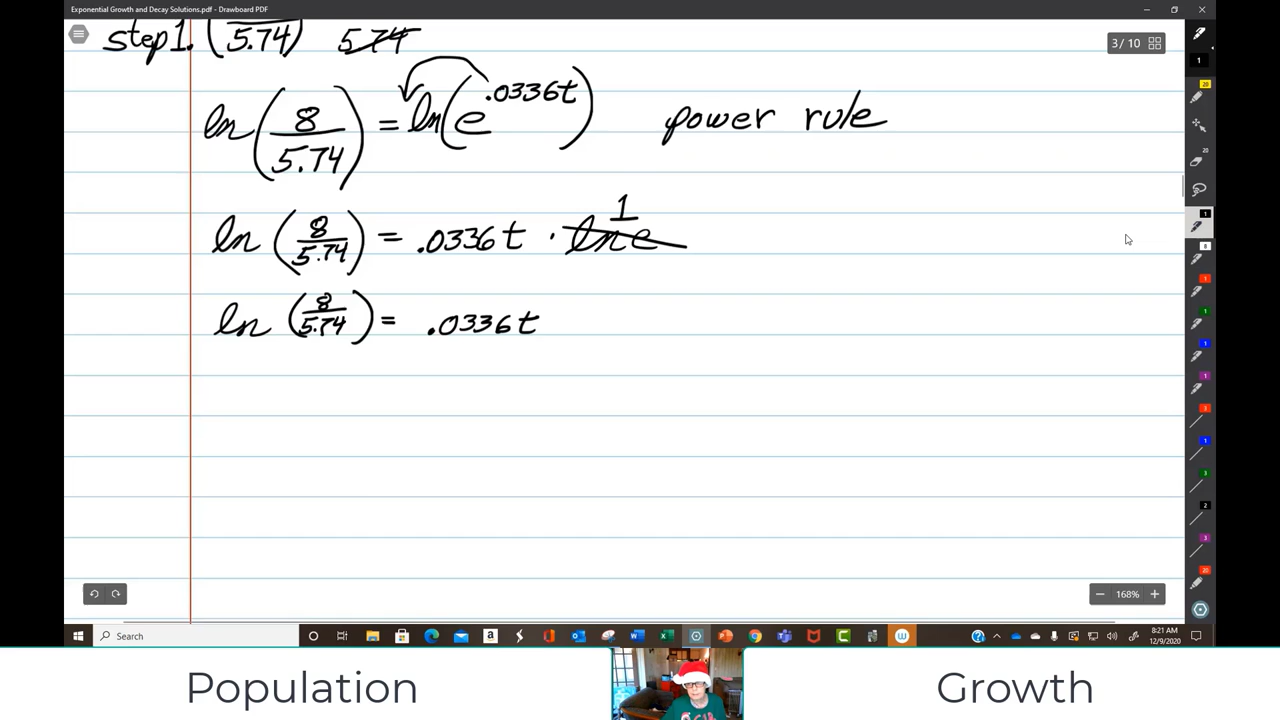 Exponential Growth and Decay Solutions.pdf - Drawboard PDF
step1. (5.74) 5.74
3 / 10
ln(8/5.74) = ln(e^.0336t) power rule
ln(8/5.74) = .0336t · ln e 1
ln(8/5.74) = .0336t
168%
Search
8:21 AM
12/9/2020
Population
Growth